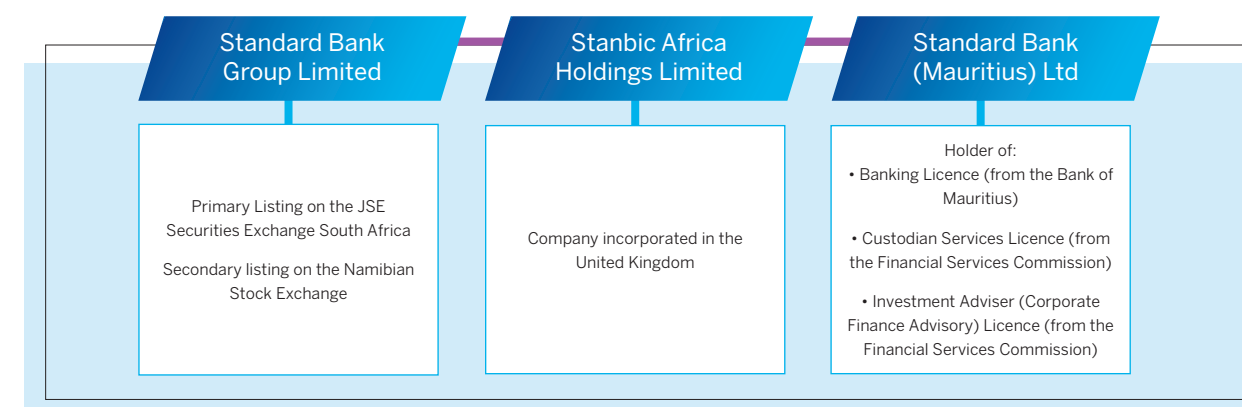 Standard Bank
Group Limited
Stanbic Africa
Holdings Limited
Standard Bank
(Mauritius) Ltd
Primary Listing on the JSE
Securities Exchange South Africa
Secondary listing on the Namibian
Stock Exchange
Company incorporated in the
United Kingdom
Holder of:
• Banking Licence (from the Bank of
Mauritius)
• Custodian Services Licence (from
the Financial Services Commission)
• Investment Adviser (Corporate
Finance Advisory) Licence (from the
Financial Services Commission)